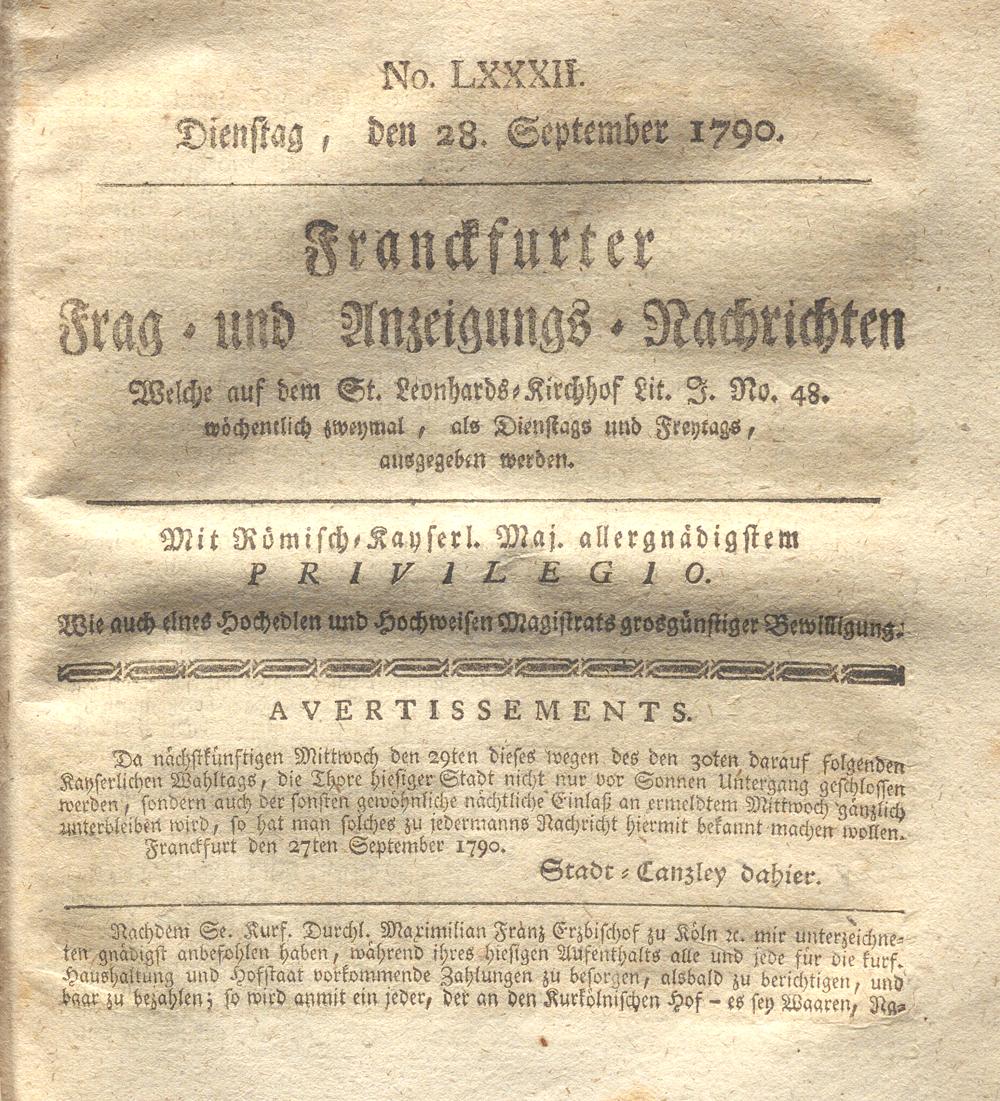 No. LXXXII.
Dienstag, den 28. September 1790.
Franckfurter
Frag- und Anzeigungs-Nachrichten
Welche auf dem St. Leonhards-Kirchhof Lit. J. No. 48.
wöchentlich zweymal, als Dienstags und Freytags,
ausgegeben werden.
Mit Römisch-Kayserl. Maj. allergnädigstem
PRIVILEGIO.
Wie auch eines Hochedlen und Hochweisen Magistrats grosgünstiger Bewilligung.
AVERTISSEMENTS.
Da nächstkünftigen Mittwoch den 29ten dieses wegen des den 30ten darauf folgenden
Kayserlichen Wahltags, die Thore hiesiger Stadt nicht nur vor Sonnen Untergang geschlossen
werden, sondern auch der sonsten gewöhnliche nächtliche Einlaß an ermeldtem Mittwoch gänzlich
unterbleiben wird, so hat man solches zu jedermanns Nachricht hiermit bekannt machen wollen.
Franckfurt den 27ten September 1790.
Stadt-Canzley dahier.
Nachdem Se. Kurf. Durchl. Maximilian Franz Erzbischof zu Köln ꝛc. mir unterzeichne-
ten gnädigst anbefohlen haben, während ihres hiesigen Aufenthalts alle und jede für die kurf.
Haushaltung und Hofstaat vorkommende Zahlungen zu besorgen, alsbald zu berichtigen, und
baar zu bezahlen; so wird anmit ein jeder, der an den Kurkölnischen Hof – es sey Waaren, Na-